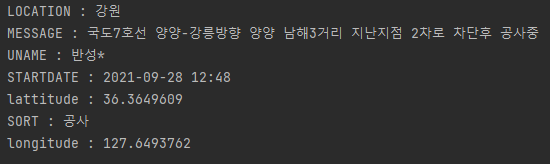 LOCATION : 강원
MESSAGE : 국도7호선 양양-강릉방향 양양 남해3거리 지난지점 2차로 차단후 공사중
UNAME : 반성*
STARTDATE : 2021-09-28 12:48
lattitude : 36.3649609
SORT : 공사
longitude : 127.6493762